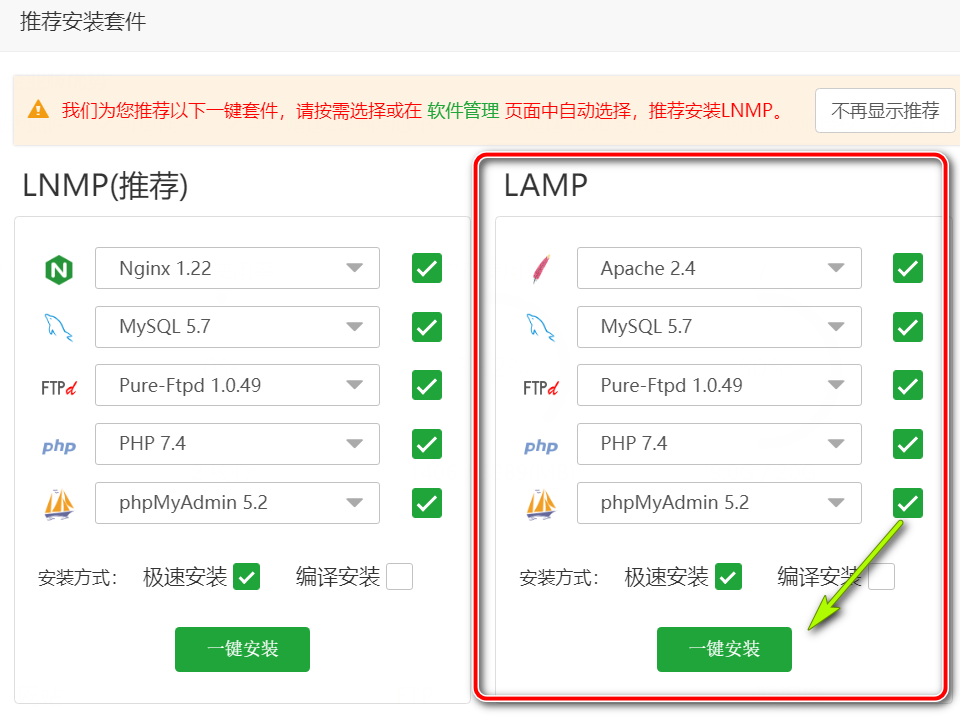 推荐安装套件
我们为您推荐以下一键套件，请按需选择或在 软件管理 页面中自动选择，推荐安装LNMP。
不再显示推荐
LNMP(推荐)
Nginx 1.22
MySQL 5.7
FTPd
Pure-Ftpd 1.0.49
php
PHP 7.4
phpMyAdmin 5.2
安装方式：
极速安装
编译安装
一键安装
LAMP
Apache 2.4
MySQL 5.7
FTPd
Pure-Ftpd 1.0.49
php
PHP 7.4
phpMyAdmin 5.2
安装方式：
极速安装
编译安装
一键安装